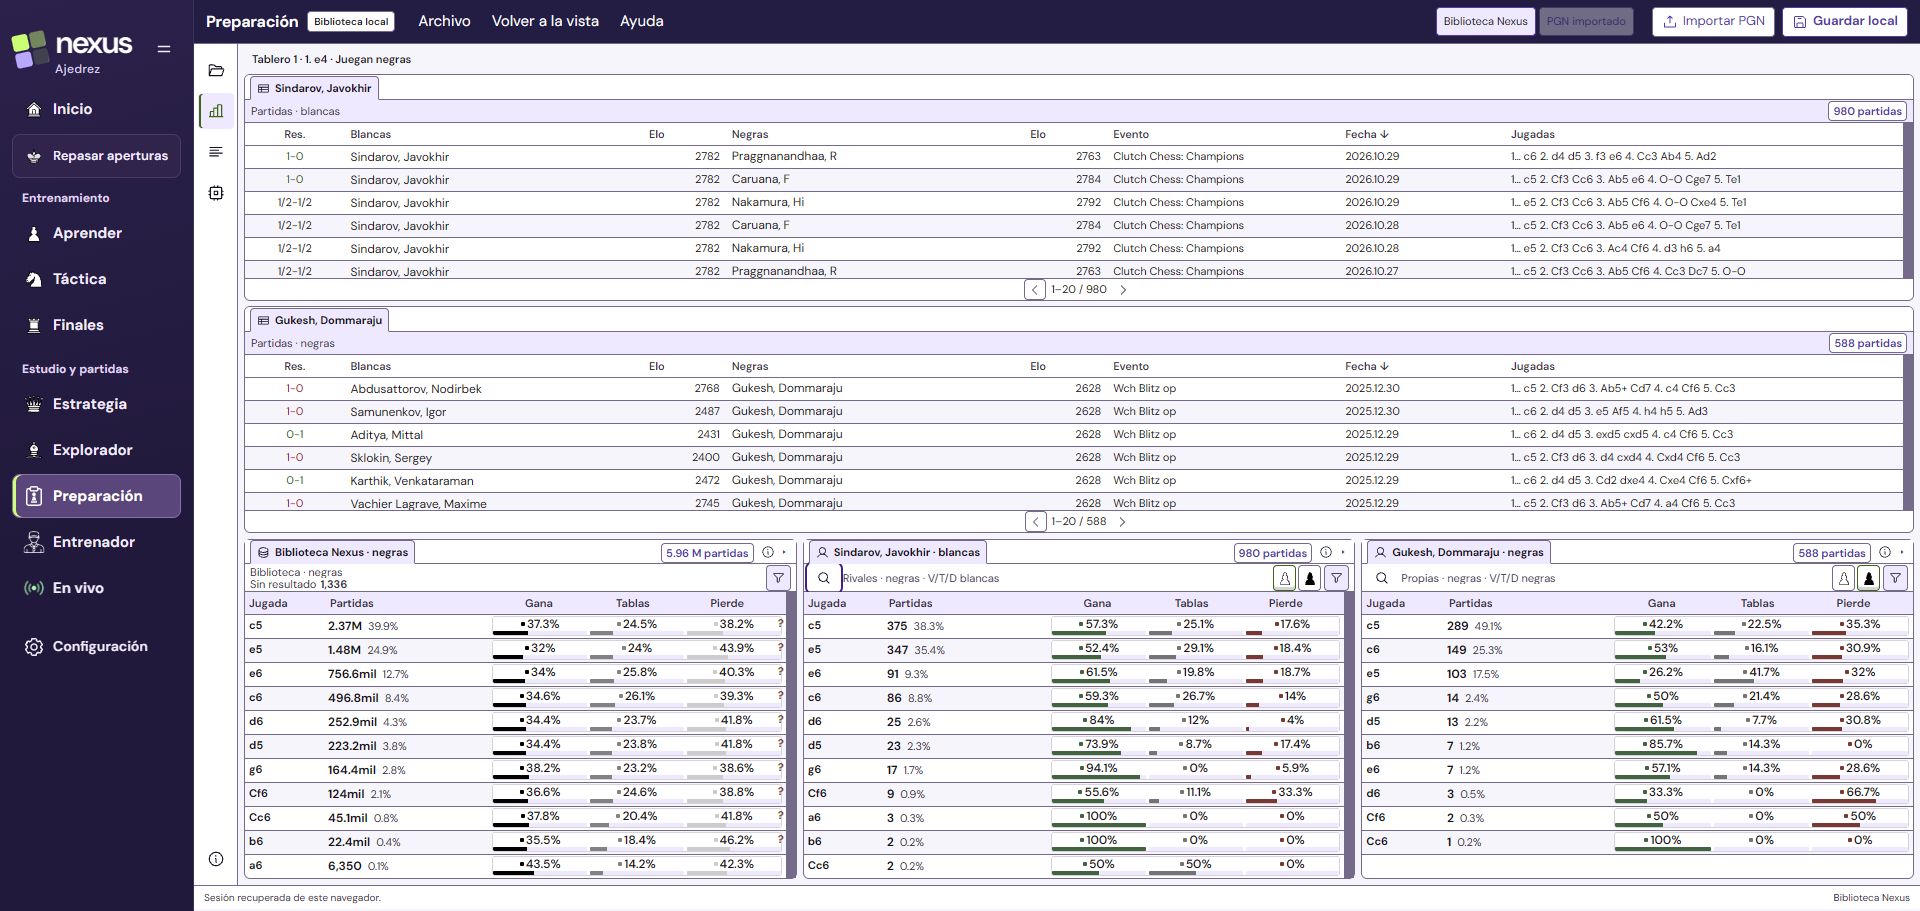 nexus
Ajedrez
Inicio
Repasar aperturas
Entrenamiento
Aprender
Táctica
Finales
Estudio y partidas
Estrategia
Explorador
Preparación
Entrenador
En vivo
Configuración
Preparación Biblioteca local Archivo Volver a la vista Ayuda Biblioteca Nexus PGN importado Importar PGN Guardar local
Tablero 1 · 1. e4 · Juegan negras
Sindarov, Javokhir
Partidas · blancas 980 partidas
Res. Blancas Elo Negras Elo Evento Fecha ↓ Jugadas
1-0 Sindarov, Javokhir 2782 Praggnanandhaa, R 2763 Clutch Chess: Champions 2026.10.29 1... c6 2. d4 d5 3. f3 e6 4. Cc3 Ab4 5. Ad2
1-0 Sindarov, Javokhir 2782 Caruana, F 2784 Clutch Chess: Champions 2026.10.29 1... c5 2. Cf3 Cc6 3. Ab5 e6 4. O-O Cge7 5. Te1
1/2-1/2 Sindarov, Javokhir 2782 Nakamura, Hi 2792 Clutch Chess: Champions 2026.10.29 1... e5 2. Cf3 Cc6 3. Ab5 Cf6 4. O-O Cxe4 5. Te1
1/2-1/2 Sindarov, Javokhir 2782 Caruana, F 2784 Clutch Chess: Champions 2026.10.28 1... c5 2. Cf3 Cc6 3. Ab5 e6 4. O-O Cge7 5. Te1
1/2-1/2 Sindarov, Javokhir 2782 Nakamura, Hi 2792 Clutch Chess: Champions 2026.10.28 1... e5 2. Cf3 Cc6 3. Ac4 Cf6 4. d3 h6 5. a4
1/2-1/2 Sindarov, Javokhir 2782 Praggnanandhaa, R 2763 Clutch Chess: Champions 2026.10.27 1... c5 2. Cf3 Cc6 3. Ab5 Cf6 4. Cc3 Dc7 5. O-O
1–20 / 980
Gukesh, Dommaraju
Partidas · negras 588 partidas
Res. Blancas Elo Negras Elo Evento Fecha ↓ Jugadas
1-0 Abdusattorov, Nodirbek 2768 Gukesh, Dommaraju 2628 Wch Blitz op 2025.12.30 1... c5 2. Cf3 d6 3. Ab5+ Cd7 4. c4 Cf6 5. Cc3
1-0 Samunenkov, Igor 2487 Gukesh, Dommaraju 2628 Wch Blitz op 2025.12.30 1... c6 2. d4 d5 3. e5 Af5 4. h4 h5 5. Ad3
0-1 Aditya, Mittal 2431 Gukesh, Dommaraju 2628 Wch Blitz op 2025.12.29 1... c6 2. d4 d5 3. exd5 cxd5 4. c4 Cf6 5. Cc3
1-0 Sklokin, Sergey 2400 Gukesh, Dommaraju 2628 Wch Blitz op 2025.12.29 1... c5 2. Cf3 d6 3. d4 cxd4 4. Cxd4 Cf6 5. Cc3
0-1 Karthik, Venkataraman 2472 Gukesh, Dommaraju 2628 Wch Blitz op 2025.12.29 1... c6 2. d4 d5 3. Cd2 dxe4 4. Cxe4 Cf6 5. Cxf6+
1-0 Vachier Lagrave, Maxime 2745 Gukesh, Dommaraju 2628 Wch Blitz op 2025.12.29 1... c5 2. Cf3 d6 3. Ab5+ Cd7 4. a4 Cf6 5. Cc3
1–20 / 588
Biblioteca Nexus · negras 5.96 M partidas
Biblioteca · negras
Sin resultado 1,336
Jugada Partidas Gana Tablas Pierde
c5 2.37M 39.9% 37.3% 24.5% 38.2% ?
e5 1.48M 24.9% 32% 24% 43.9% ?
e6 756.6mil 12.7% 34% 25.8% 40.3% ?
c6 496.8mil 8.4% 34.6% 26.1% 39.3% ?
d6 252.9mil 4.3% 34.4% 23.7% 41.8% ?
d5 223.2mil 3.8% 34.4% 23.8% 41.8% ?
g6 164.4mil 2.8% 38.2% 23.2% 38.6% ?
Cf6 124mil 2.1% 36.6% 24.6% 38.8% ?
Cc6 45.1mil 0.8% 37.8% 20.4% 41.8% ?
b6 22.4mil 0.4% 35.5% 18.4% 46.2% ?
a6 6,350 0.1% 43.5% 14.2% 42.3%
Sindarov, Javokhir · blancas 980 partidas
Rivales · negras · V/T/D blancas
Jugada Partidas Gana Tablas Pierde
c5 375 38.3% 57.3% 25.1% 17.6%
e5 347 35.4% 52.4% 29.1% 18.4%
e6 91 9.3% 61.5% 19.8% 18.7%
c6 86 8.8% 59.3% 26.7% 14%
d6 25 2.6% 84% 12% 4%
d5 23 2.3% 73.9% 8.7% 17.4%
g6 17 1.7% 94.1% 0% 5.9%
Cf6 9 0.9% 55.6% 11.1% 33.3%
a6 3 0.3% 100% 0% 0%
b6 2 0.2% 100% 0% 0%
Cc6 2 0.2% 50% 50% 0%
Gukesh, Dommaraju · negras 588 partidas
Propias · negras · V/T/D negras
Jugada Partidas Gana Tablas Pierde
c5 289 49.1% 42.2% 22.5% 35.3%
c6 149 25.3% 53% 16.1% 30.9%
e5 103 17.5% 26.2% 41.7% 32%
g6 14 2.4% 50% 21.4% 28.6%
d5 13 2.2% 61.5% 7.7% 30.8%
b6 7 1.2% 85.7% 14.3% 0%
e6 7 1.2% 57.1% 14.3% 28.6%
d6 3 0.5% 33.3% 0% 66.7%
Cf6 2 0.3% 50% 0% 50%
Cc6 1 0.2% 100% 0% 0%
Sesión recuperada de este navegador. Biblioteca Nexus